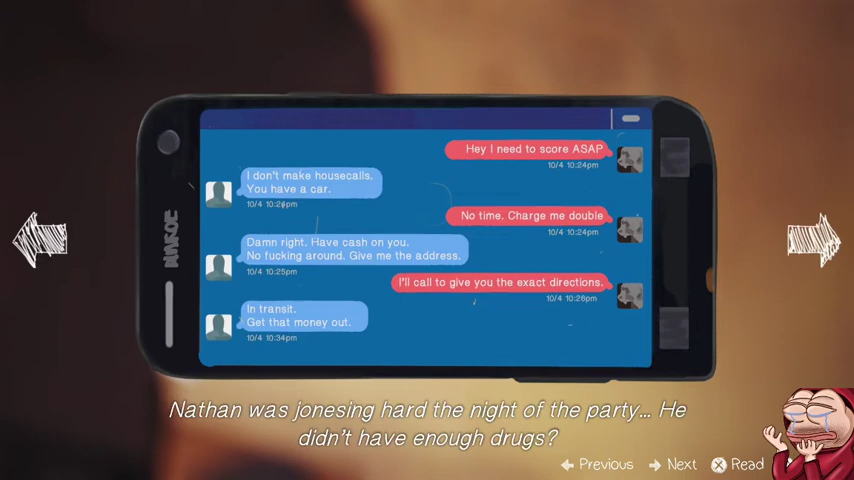 Hey I need to score ASAP
10/4 10:24pm
I don't make housecalls.
You have a car.
10/4 10:24pm
No time. Charge me double
10/4 10:24pm
Damn right. Have cash on you.
No fucking around. Give me the address.
10/4 10:25pm
I'll call to give you the exact directions.
10/4 10:26pm
In transit.
Get that money out.
10/4 10:34pm
Nathan was jonesing hard the night of the party... He
didn't have enough drugs?
Previous
Next
Read